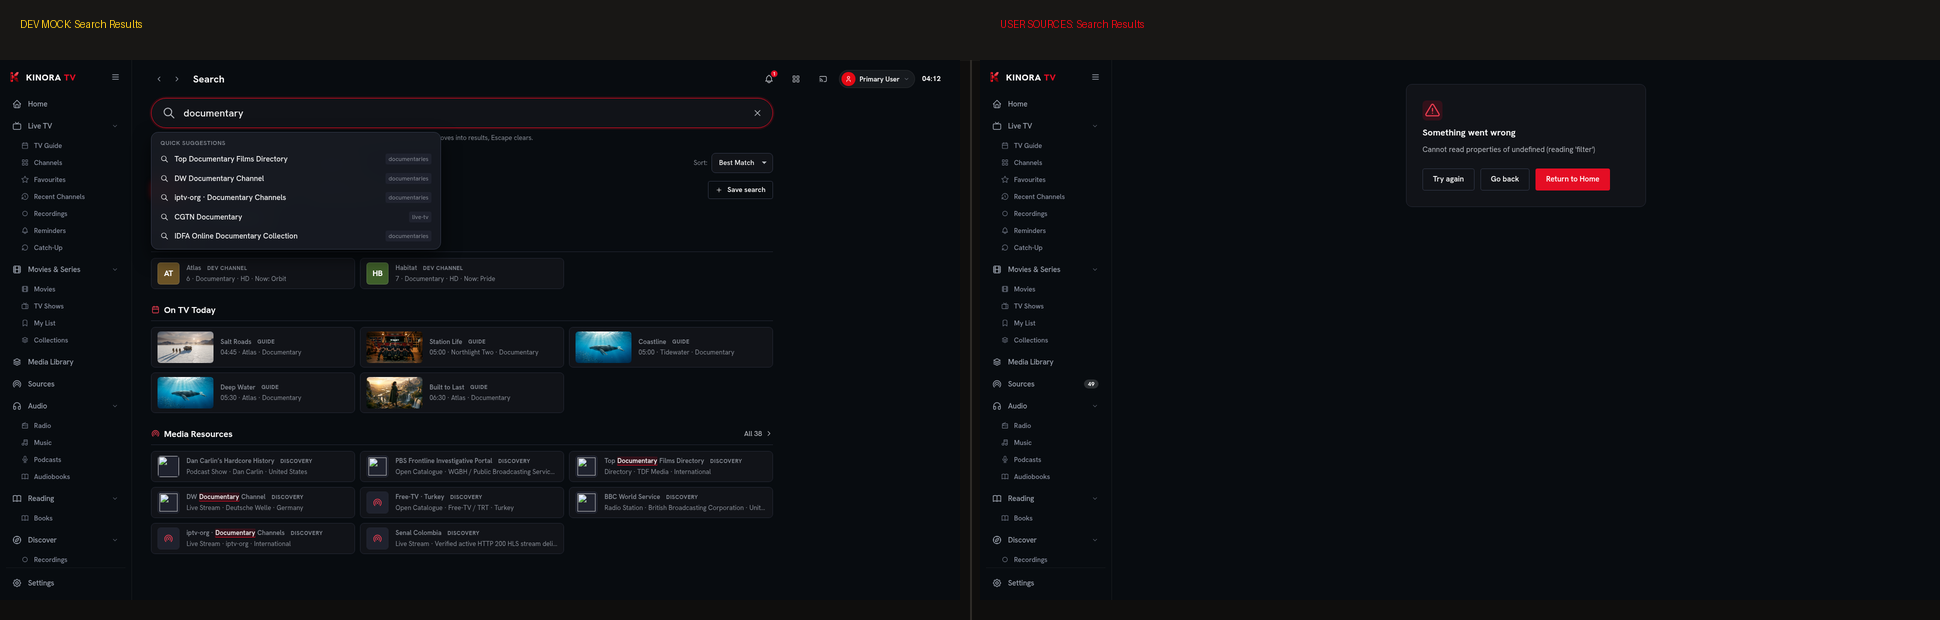 DEV MOCK: Search Results
KINORA TV
Home
Live TV
TV Guide
Channels
Favourites
Recent Channels
Recordings
Reminders
Catch-Up
Movies & Series
Movies
TV Shows
My List
Collections
Media Library
Sources
Audio
Radio
Music
Podcasts
Audiobooks
Reading
Books
Discover
Recordings
Settings
Search
1
Primary User
04:12
documentary
oves into results, Escape clears.
QUICK SUGGESTIONS
Top Documentary Films Directory documentaries
DW Documentary Channel documentaries
iptv-org · Documentary Channels documentaries
CGTN Documentary live-tv
IDFA Online Documentary Collection documentaries
Sort: Best Match
+ Save search
AT
Atlas DEV CHANNEL
6 · Documentary · HD · Now: Orbit
HB
Habitat DEV CHANNEL
7 · Documentary · HD · Now: Pride
On TV Today
Salt Roads GUIDE
04:45 · Atlas · Documentary
Station Life GUIDE
05:00 · Northlight Two · Documentary
Coastline GUIDE
05:00 · Tidewater · Documentary
Deep Water GUIDE
05:30 · Atlas · Documentary
Built to Last GUIDE
06:30 · Atlas · Documentary
Media Resources
All 38
Dan Carlin's Hardcore History DISCOVERY
Podcast Show · Dan Carlin · United States
PBS Frontline Investigative Portal DISCOVERY
Open Catalogue · WGBH / Public Broadcasting Servic...
Top Documentary Films Directory DISCOVERY
Directory · TDF Media · International
DW Documentary Channel DISCOVERY
Live Stream · Deutsche Welle · Germany
Free-TV · Turkey DISCOVERY
Open Catalogue · Free-TV / TRT · Turkey
BBC World Service DISCOVERY
Radio Station · British Broadcasting Corporation · Unit...
iptv-org · Documentary Channels DISCOVERY
Live Stream · iptv-org · International
Senal Colombia DISCOVERY
Live Stream · Verified active HTTP 200 HLS stream deli...
USER SOURCES: Search Results
KINORA TV
Home
Live TV
TV Guide
Channels
Favourites
Recent Channels
Recordings
Reminders
Catch-Up
Movies & Series
Movies
TV Shows
My List
Collections
Media Library
Sources 49
Audio
Radio
Music
Podcasts
Audiobooks
Reading
Books
Discover
Recordings
Settings
Something went wrong
Cannot read properties of undefined (reading 'filter')
Try again
Go back
Return to Home